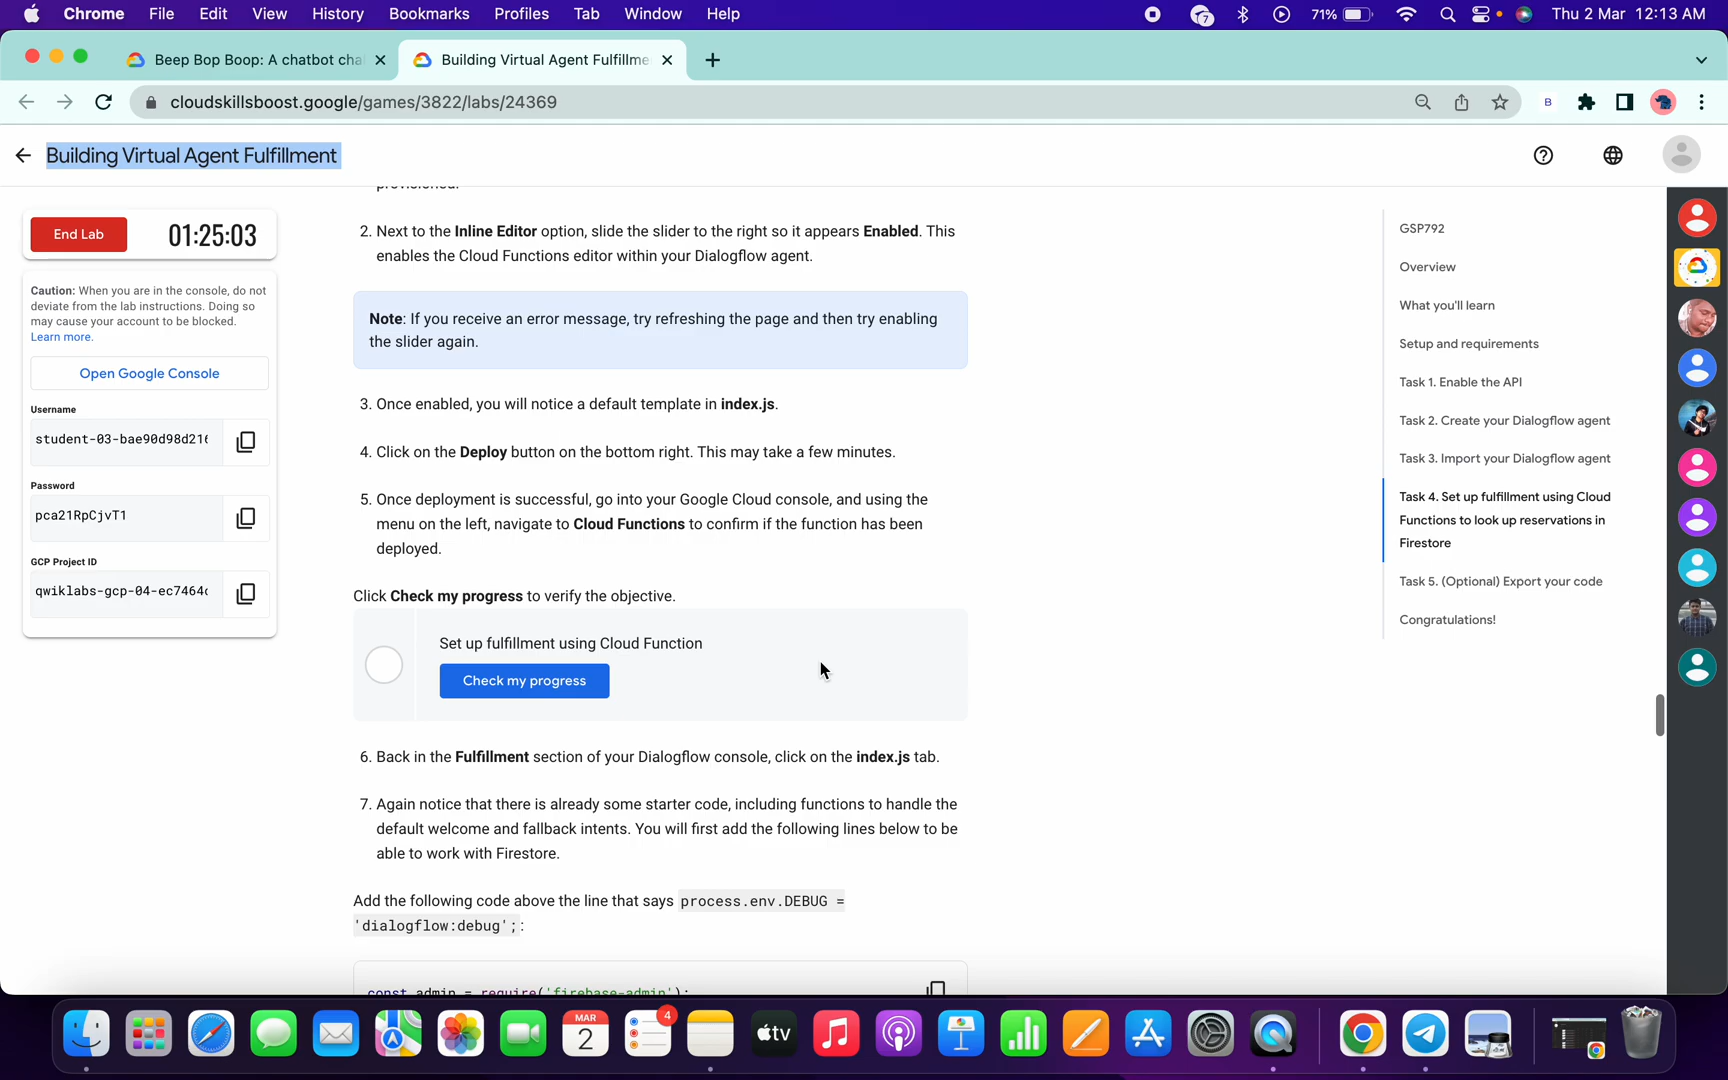 Chrome File Edit View History Bookmarks Profiles Tab Window Help
7
71%
Thu 2 Mar 12:13 AM
Beep Bop Boop: A chatbot cha
Building Virtual Agent Fulfillme
cloudskillsboost.google/games/3822/labs/24369
B
Building Virtual Agent Fulfillment
End Lab
01:25:03
Caution: When you are in the console, do not
deviate from the lab instructions. Doing so
may cause your account to be blocked.
Learn more.
Open Google Console
Username
student-03-bae90d98d21
Password
pca21RpCjvT1
GCP Project ID
qwiklabs-gcp-04-ec7464
provisioned.
2. Next to the Inline Editor option, slide the slider to the right so it appears Enabled. This
enables the Cloud Functions editor within your Dialogflow agent.
Note: If you receive an error message, try refreshing the page and then try enabling
the slider again.
3. Once enabled, you will notice a default template in index.js.
4. Click on the Deploy button on the bottom right. This may take a few minutes.
5. Once deployment is successful, go into your Google Cloud console, and using the
menu on the left, navigate to Cloud Functions to confirm if the function has been
deployed.
Click Check my progress to verify the objective.
Set up fulfillment using Cloud Function
Check my progress
6. Back in the Fulfillment section of your Dialogflow console, click on the index.js tab.
7. Again notice that there is already some starter code, including functions to handle the
default welcome and fallback intents. You will first add the following lines below to be
able to work with Firestore.
Add the following code above the line that says process.env.DEBUG =
'dialogflow:debug';:
const admin = require('firebase-admin');
GSP792
Overview
What you'll learn
Setup and requirements
Task 1. Enable the API
Task 2. Create your Dialogflow agent
Task 3. Import your Dialogflow agent
Task 4. Set up fulfillment using Cloud
Functions to look up reservations in
Firestore
Task 5. (Optional) Export your code
Congratulations!
MAR
2
4
tv